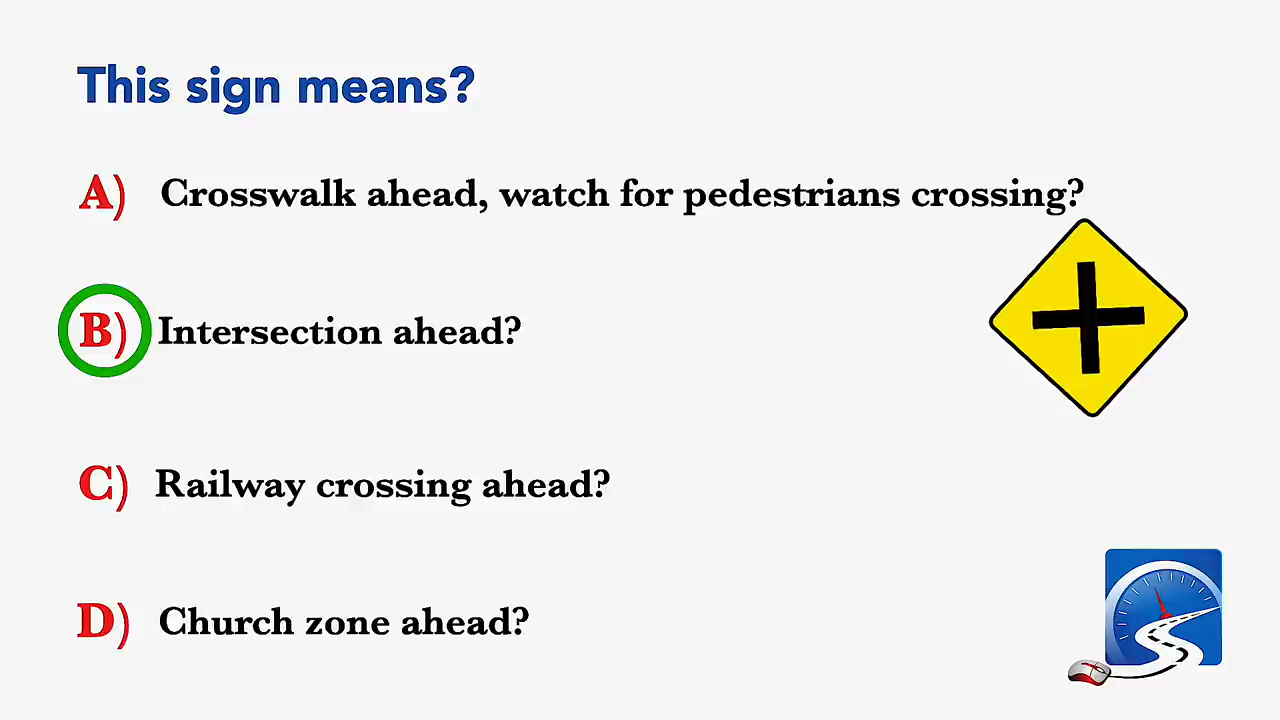 This sign means?
A) Crosswalk ahead, watch for pedestrians crossing?
B) Intersection ahead?
C) Railway crossing ahead?
D) Church zone ahead?